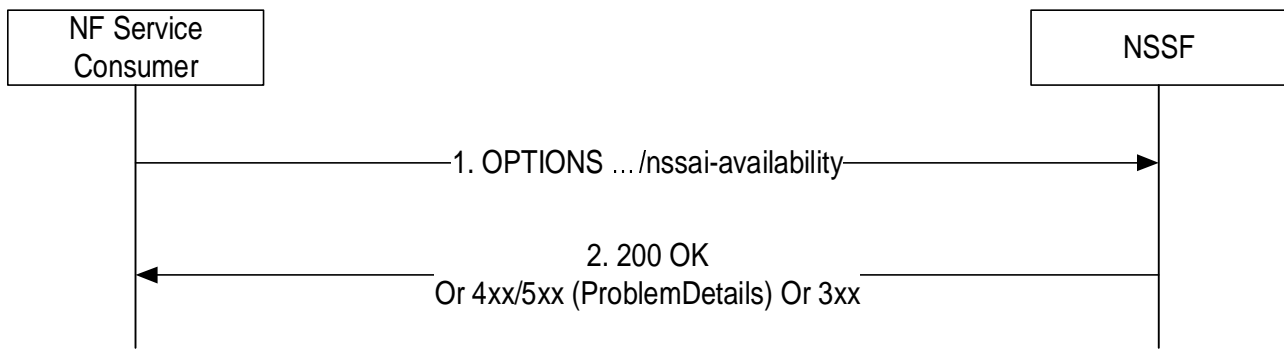 NF Service
Consumer
NSSF
1. OPTIONS …/nssai-availability
2. 200 OK
Or 4xx/5xx (ProblemDetails) Or 3xx